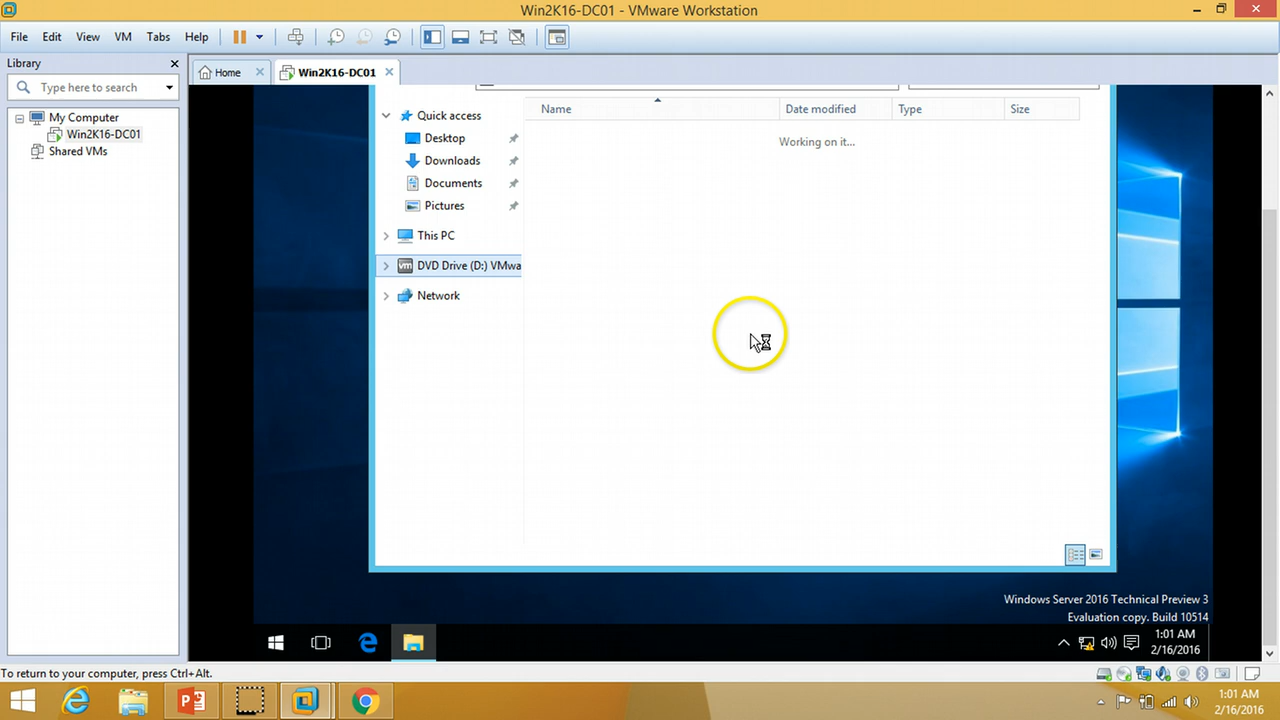 Win2K16-DC01 - VMware Workstation
File Edit View VM Tabs Help
Library
Type here to search
My Computer
Win2K16-DC01
Shared VMs
Home
Win2K16-DC01
Name Date modified Type Size
Working on it...
Quick access
Desktop
Downloads
Documents
Pictures
This PC
vm DVD Drive (D:) VMwa
Network
Windows Server 2016 Technical Preview 3
Evaluation copy. Build 10514
1:01 AM
2/16/2016
To return to your computer, press Ctrl+Alt.
1:01 AM
2/16/2016